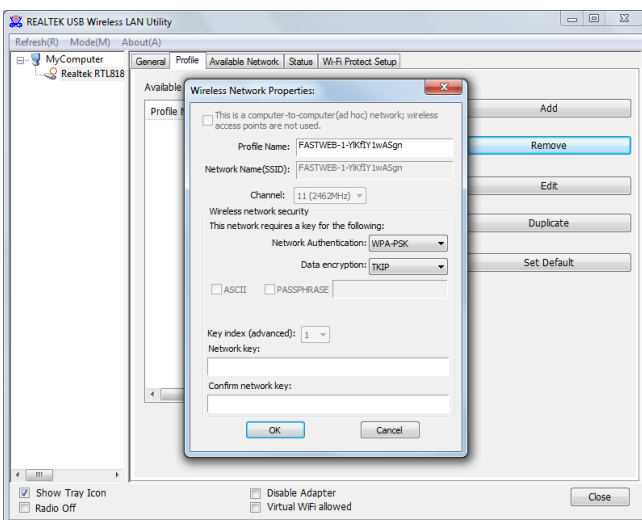 REALTEK USB Wireless LAN Utility
Refresh(R) Mode(M) About(A)
MyComputer
Realtek RTL818
General Profile Available Network Status Wi-Fi Protect Setup
Available
Profile
Wireless Network Properties:
This is a computer-to-computer(ad hoc) network; wireless
access points are not used.
Profile Name: FASTWEB-1-YlKfIY1wASgn
Network Name(SSID): FASTWEB-1-YlKfIY1wASgn
Channel: 11 (2462MHz)
Wireless network security
This network requires a key for the following:
Network Authentication: WPA-PSK
Data encryption: TKIP
ASCII PASSPHRASE
Key index (advanced): 1
Network key:
Confirm network key:
OK Cancel
Add
Remove
Edit
Duplicate
Set Default
Show Tray Icon
Radio Off
Disable Adapter
Virtual WiFi allowed
Close